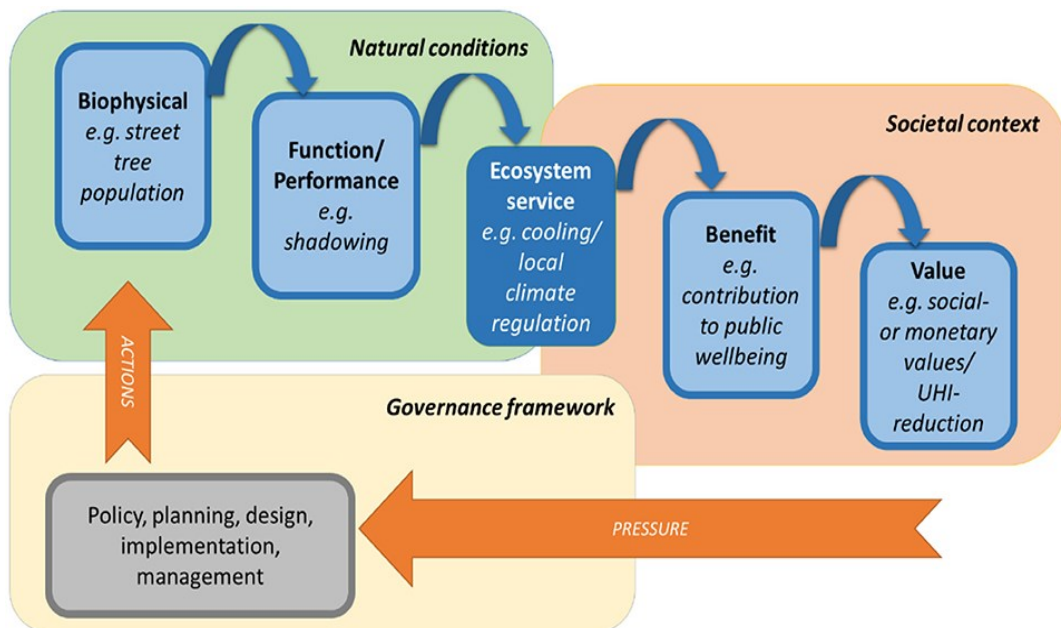 Natural conditions
Biophysical
e.g. street
tree
population
Function/
Performance
e.g.
shadowing
Ecosystem
service
e.g. cooling/
local
climate
regulation
Societal context
Benefit
e.g.
contribution
to public
wellbeing
Value
e.g. social-
or monetary
values/
UHI-
reduction
ACTIONS
Governance framework
Policy, planning, design,
implementation,
management
PRESSURE